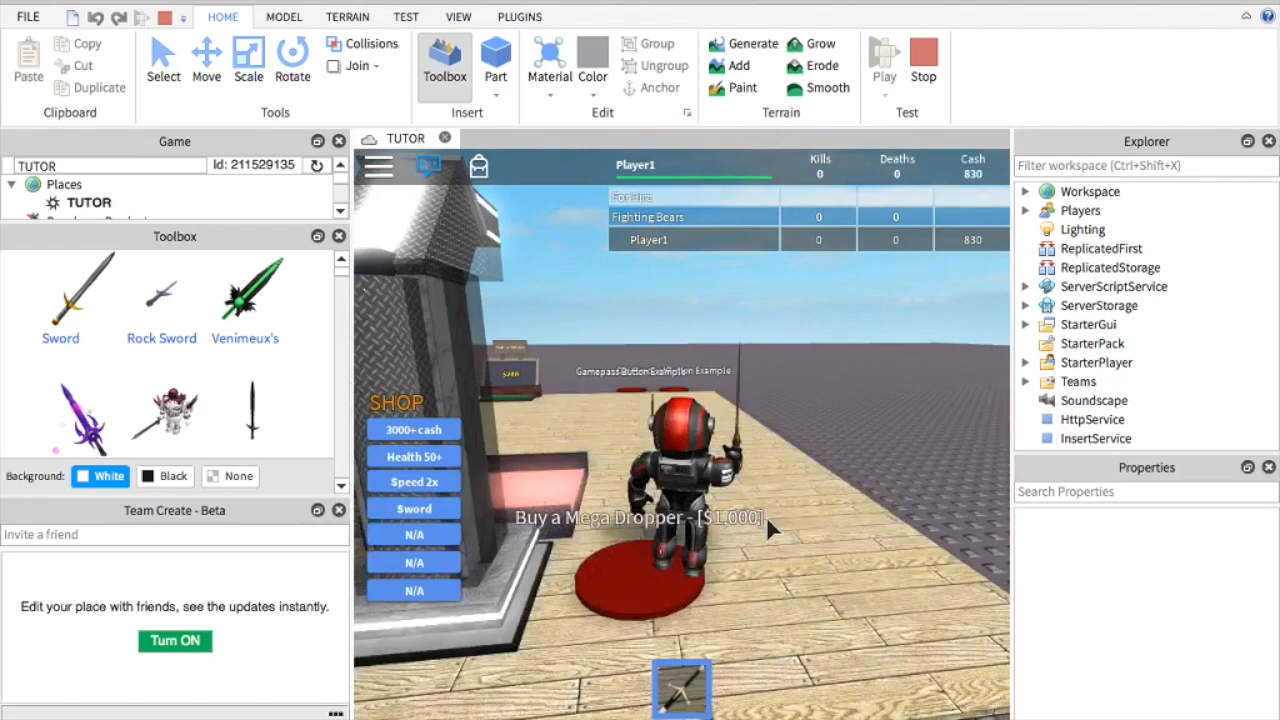 FILE
HOME
MODEL
TERRAIN
TEST
VIEW
PLUGINS
Paste
Copy
Cut
Duplicate
Clipboard
Select
Move
Scale
Rotate
Collisions
Join
Tools
Toolbox
Part
Insert
Material
Color
Group
Ungroup
Anchor
Edit
Generate
Grow
Add
Erode
Paint
Smooth
Terrain
Play
Stop
Test
Game
TUTOR
Id: 211529135
Places
TUTOR
Toolbox
Sword
Rock Sword
Venimeux's
Background:
White
Black
None
Team Create - Beta
Invite a friend
Edit your place with friends, see the updates instantly.
Turn ON
TUTOR
Player1
Kills
0
Deaths
0
Cash
830
For Hire
Fighting Bears 0 0
Player1 0 0 830
SHOP
3000+ cash
Health 50+
Speed 2x
Sword
N/A
N/A
N/A
Buy a Mega Dropper - [$1,000]
Explorer
Filter workspace (Ctrl+Shift+X)
Workspace
Players
Lighting
ReplicatedFirst
ReplicatedStorage
ServerScriptService
ServerStorage
StarterGui
StarterPack
StarterPlayer
Teams
Soundscape
HttpService
InsertService
Properties
Search Properties